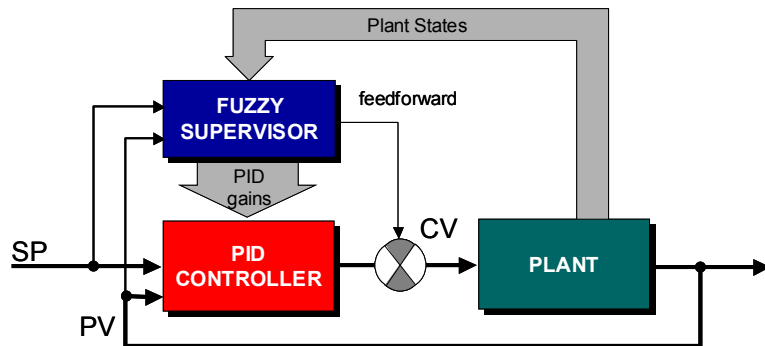 Plant States
FUZZY
SUPERVISOR
feedforward
PID
gains
SP
PID
CONTROLLER
CV
PLANT
PV